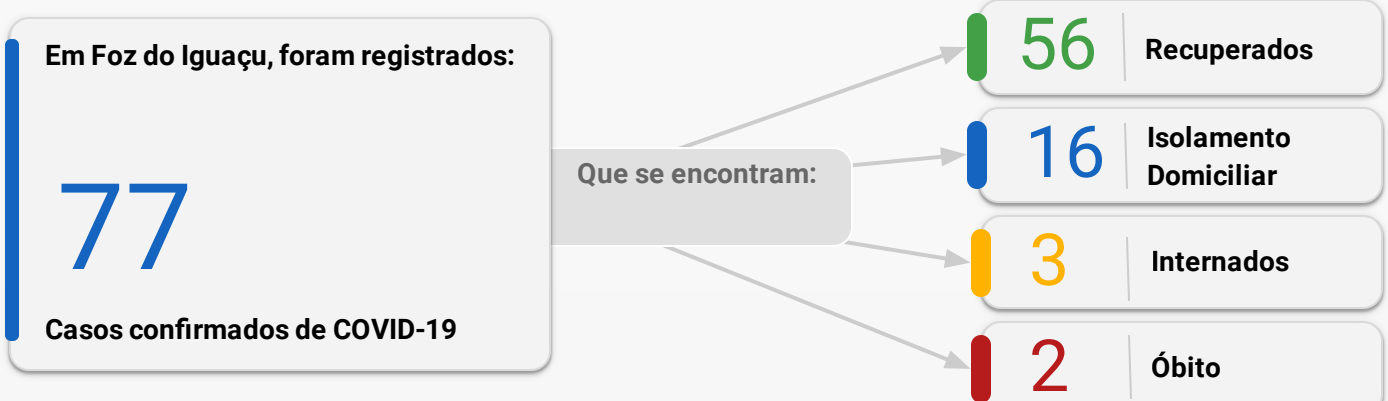 Em Foz do Iguaçu, foram registrados:
77
Casos confirmados de COVID-19
Que se encontram:
56
Recuperados
16
Isolamento
Domiciliar
3
Internados
2
Óbito